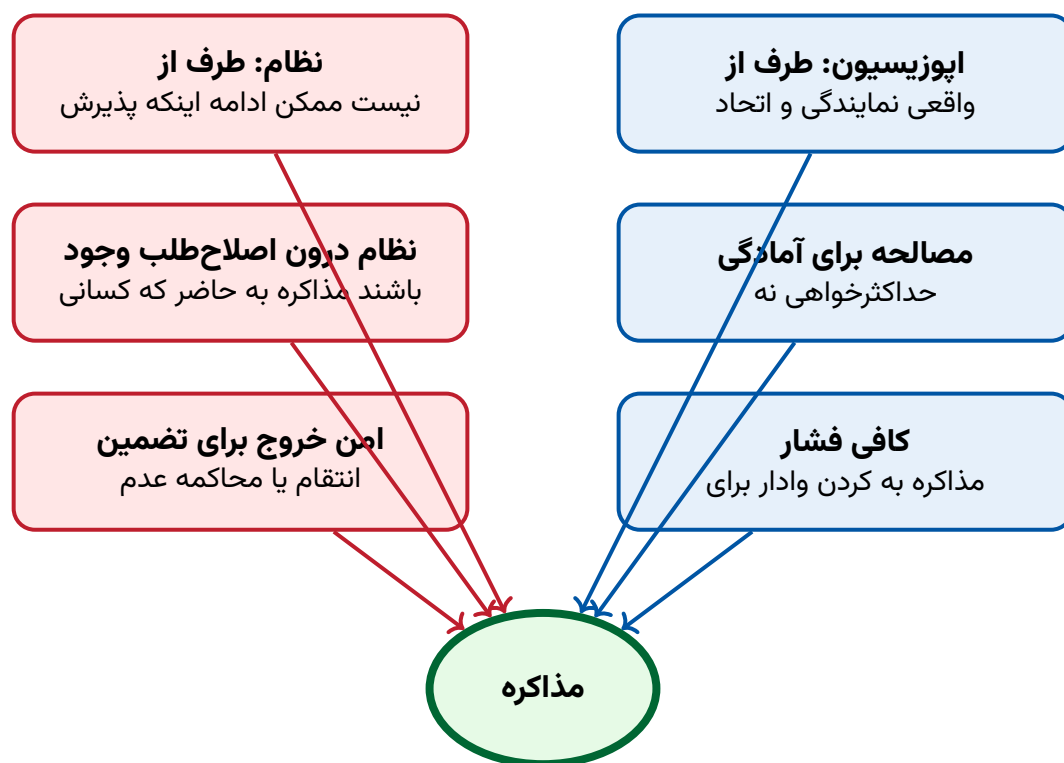 اپوزیسیون: طرف از
واقعی نمایندگی و اتحاد
مصالحه برای آمادگی
حداکثرخواهی نه
کافی فشار
مذاکره به کردن وادار برای
نظام: طرف از
نیست ممکن ادامه اینکه پذیرش
نظام درون اصلاح‌طلب وجود
باشند مذاکره به حاضر که کسانی
امن خروج برای تضمین
انتقام یا محاکمه عدم
مذاکره